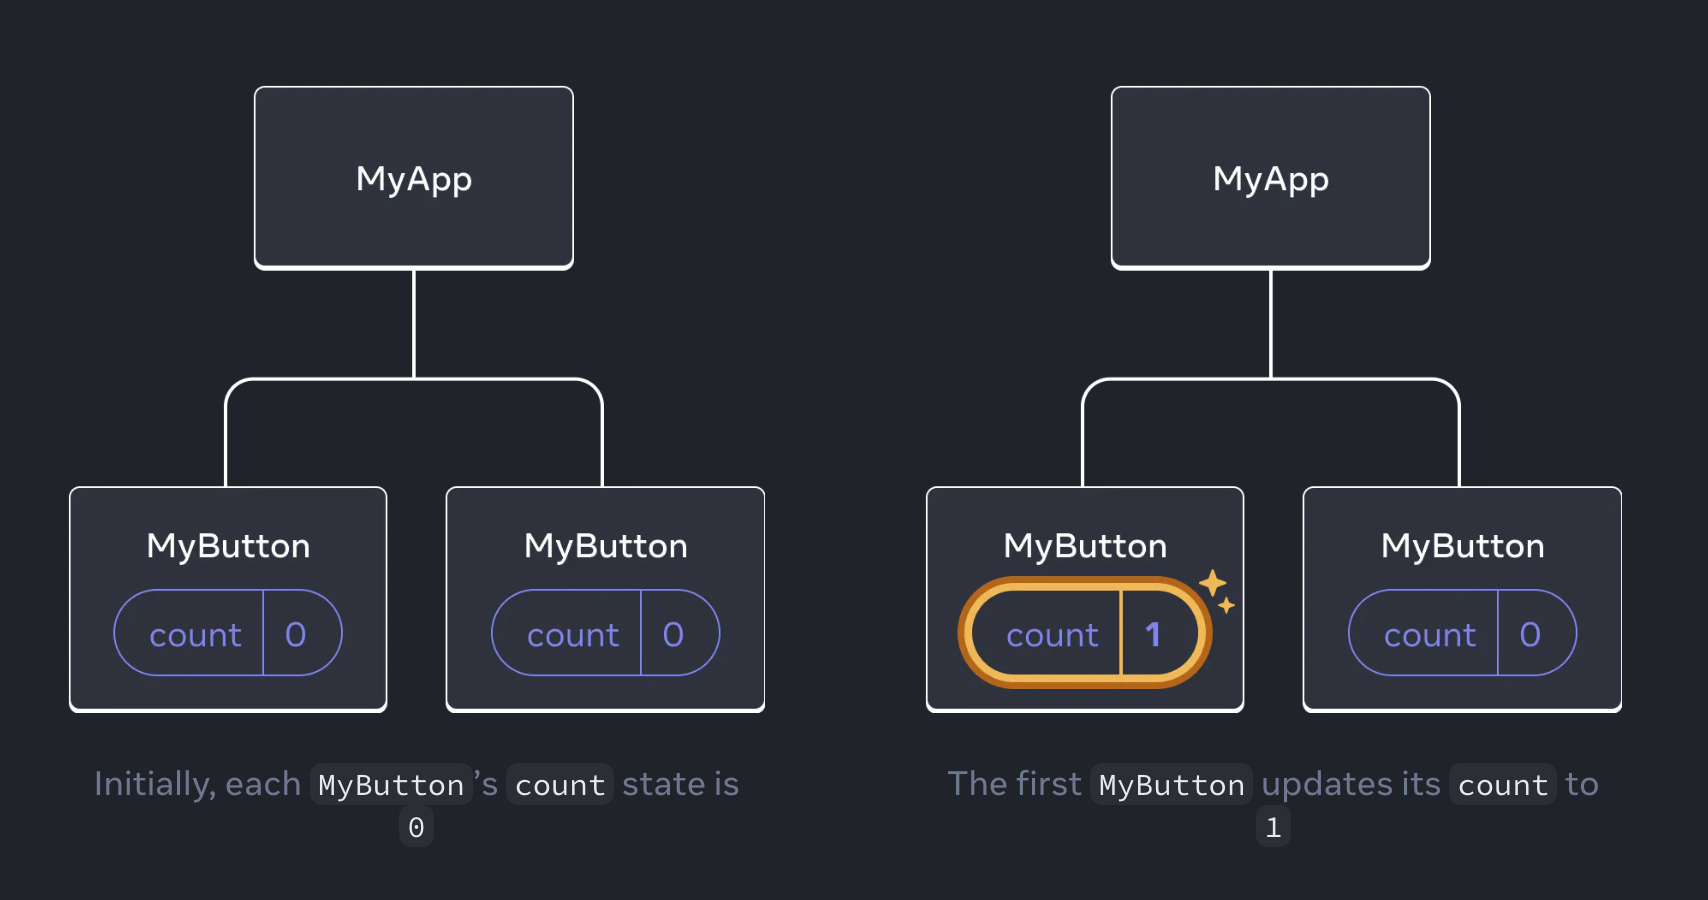 MyApp
MyButton
count 0
MyButton
count 0
Initially, each MyButton’s count state is
0
MyApp
MyButton
count 1
MyButton
count 0
The first MyButton updates its count to
1